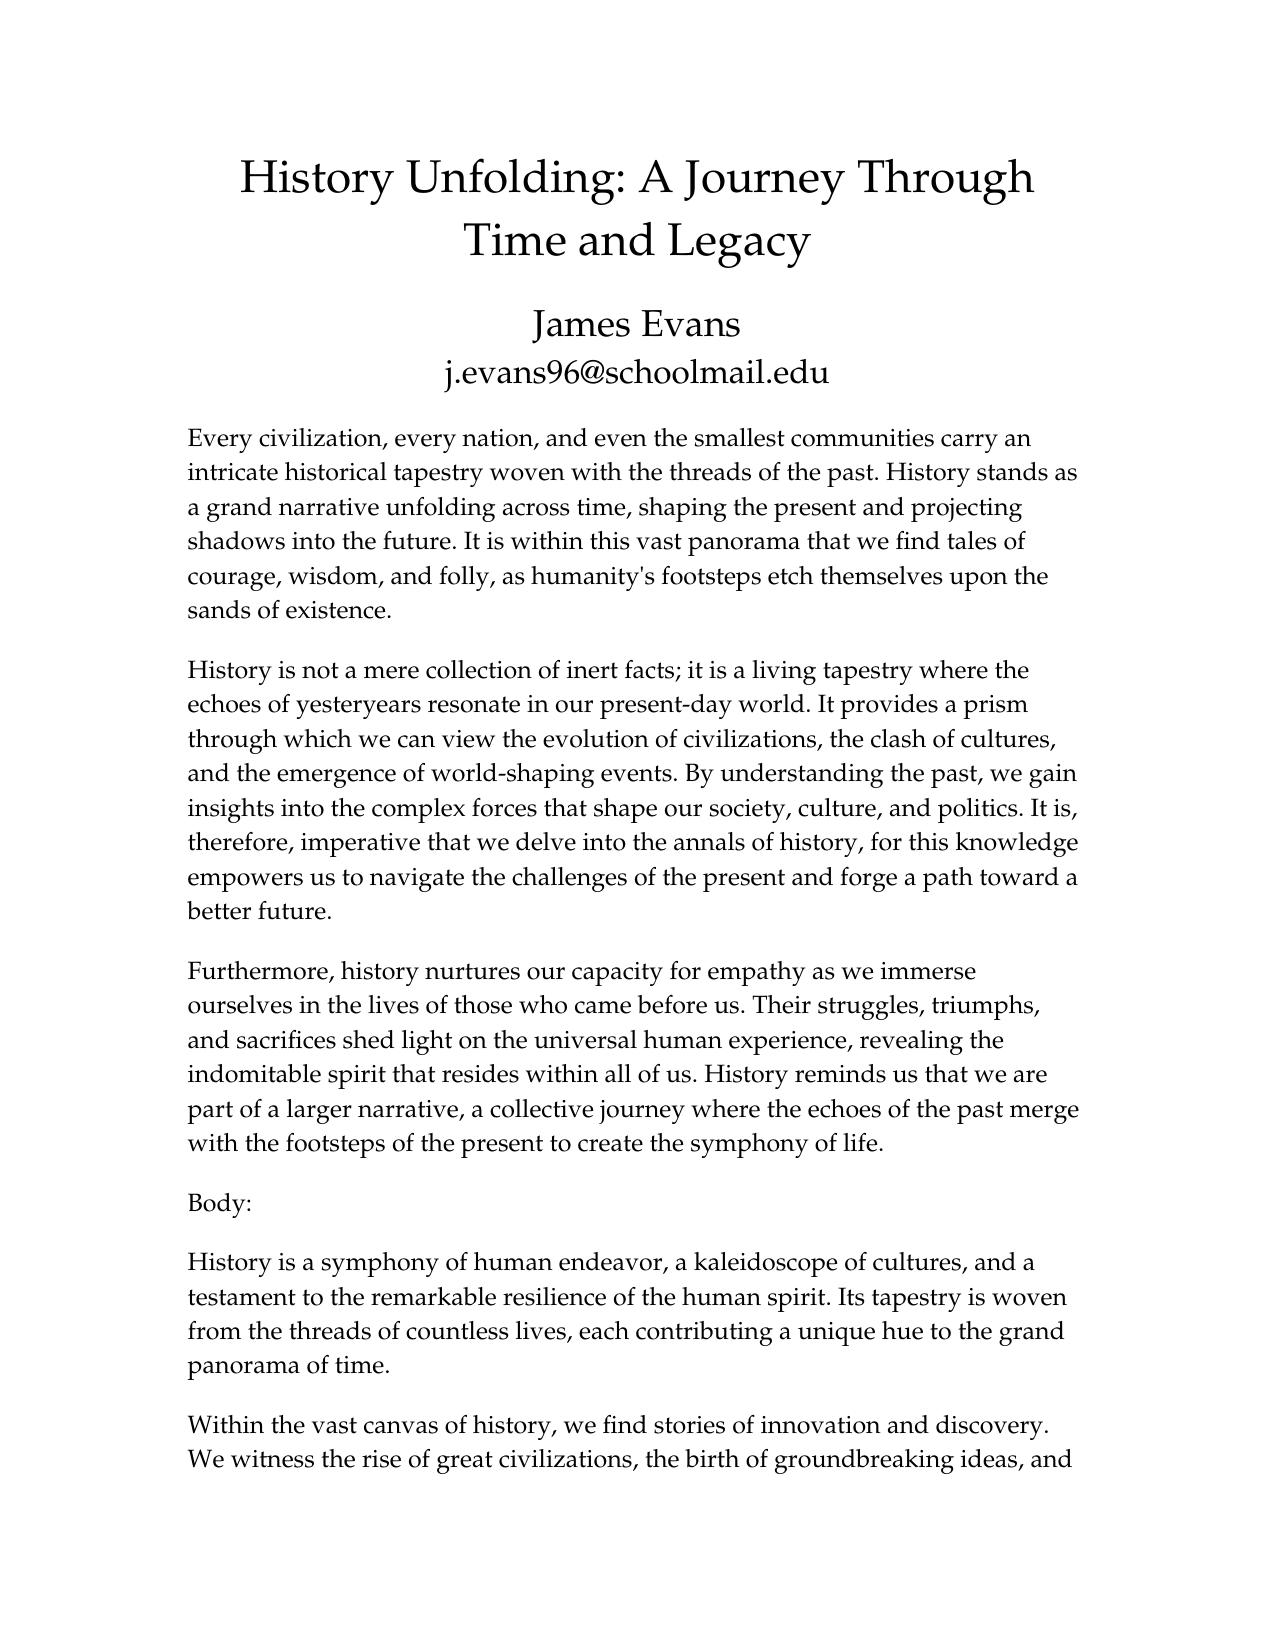 History Unfolding: A Journey Through
Time and Legacy
James Evans
j.evans96@schoolmail.edu
Every civilization, every nation, and even the smallest communities carry an
intricate historical tapestry woven with the threads of the past. History stands as
a grand narrative unfolding across time, shaping the present and projecting
shadows into the future. It is within this vast panorama that we find tales of
courage, wisdom, and folly, as humanity's footsteps etch themselves upon the
sands of existence.
History is not a mere collection of inert facts; it is a living tapestry where the
echoes of yesteryears resonate in our present-day world. It provides a prism
through which we can view the evolution of civilizations, the clash of cultures,
and the emergence of world-shaping events. By understanding the past, we gain
insights into the complex forces that shape our society, culture, and politics. It is,
therefore, imperative that we delve into the annals of history, for this knowledge
empowers us to navigate the challenges of the present and forge a path toward a
better future.
Furthermore, history nurtures our capacity for empathy as we immerse
ourselves in the lives of those who came before us. Their struggles, triumphs,
and sacrifices shed light on the universal human experience, revealing the
indomitable spirit that resides within all of us. History reminds us that we are
part of a larger narrative, a collective journey where the echoes of the past merge
with the footsteps of the present to create the symphony of life.
Body:
History is a symphony of human endeavor, a kaleidoscope of cultures, and a
testament to the remarkable resilience of the human spirit. Its tapestry is woven
from the threads of countless lives, each contributing a unique hue to the grand
panorama of time.
Within the vast canvas of history, we find stories of innovation and discovery.
We witness the rise of great civilizations, the birth of groundbreaking ideas, and